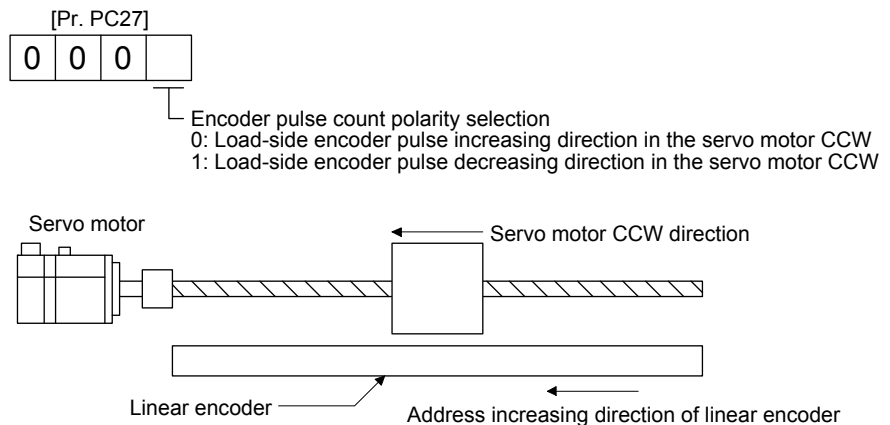 [Pr. PC27]
0 0 0
Encoder pulse count polarity selection
0: Load-side encoder pulse increasing direction in the servo motor CCW
1: Load-side encoder pulse decreasing direction in the servo motor CCW
Servo motor
Servo motor CCW direction
Linear encoder
Address increasing direction of linear encoder